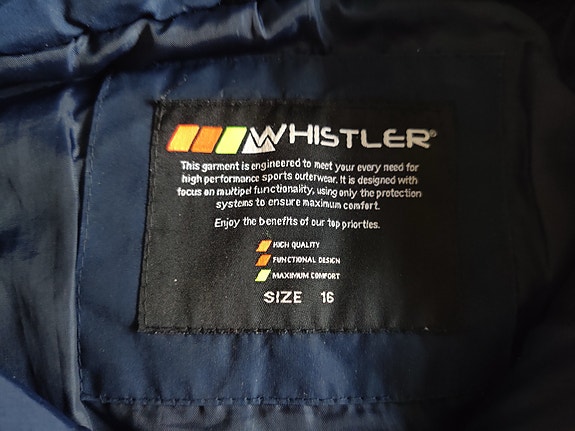 WHISTLER®
This garment is engineered to meet your every need for
high performance sports outerwear. It is designed with
focus on multipel functionality, using only the protection
systems to ensure maximum comfort.
Enjoy the benefits of our top priorties.
HIGH QUALITY
FUNCTIONAL DESIGN
MAXIMUM COMFORT
SIZE 16